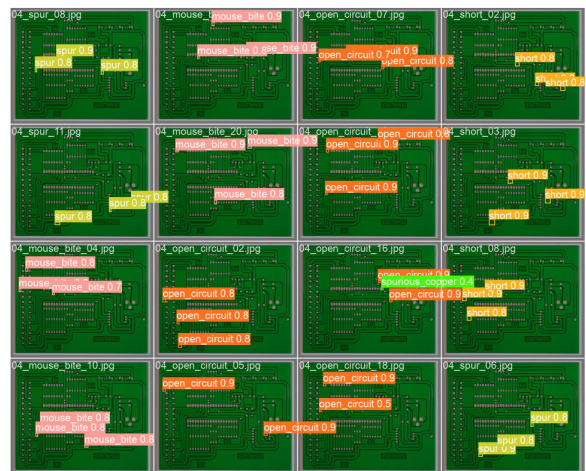 04_spur_08.jpg
spur 0.9
spur 0.8
spur 0.8
04_mouse_
mouse_bite 0.9
mouse_bite 0.8
se_bite 0.9
04_open_circuit_07.jpg
uit 0.9
open_circuit 0.7
open_circuit 0.8
04_short_02.jpg
short 0.8
short 0.8
04_spur_11.jpg
0.8
spur 0.8
spur 0.8
04_mouse_bite_20.jpg
mouse_bite 0.9
mouse_bite 0.9
mouse_bite 0.8
04_open_circuit_
open_circuit 0.
open_circuit 0.9
open_circuit 0.9
04_short_03.jpg
short 0.9
short 0.9
short 0.9
04_mouse_bite_04.jpg
mouse_bite 0.8
mouse_
mouse_bite 0.7
04_open_circuit_02.jpg
open_circuit 0.8
open_circuit 0.8
open_circuit 0.8
04_open_circuit_16.jpg
open_circuit 0.9
spurious_copper 0.4
open_circuit 0.9
04_short_08.jpg
short 0.9
short 0.9
short 0.8
04_mouse_bite_10.jpg
mouse_bite 0.8
mouse_bite 0.8
mouse_bite 0.8
04_open_circuit_05.jpg
open_circuit 0.9
open_circuit 0.9
04_open_circuit_18.jpg
open_circuit 0.9
open_circuit 0.5
04_spur_06.jpg
spur 0.8
spur 0.8
spur 0.9